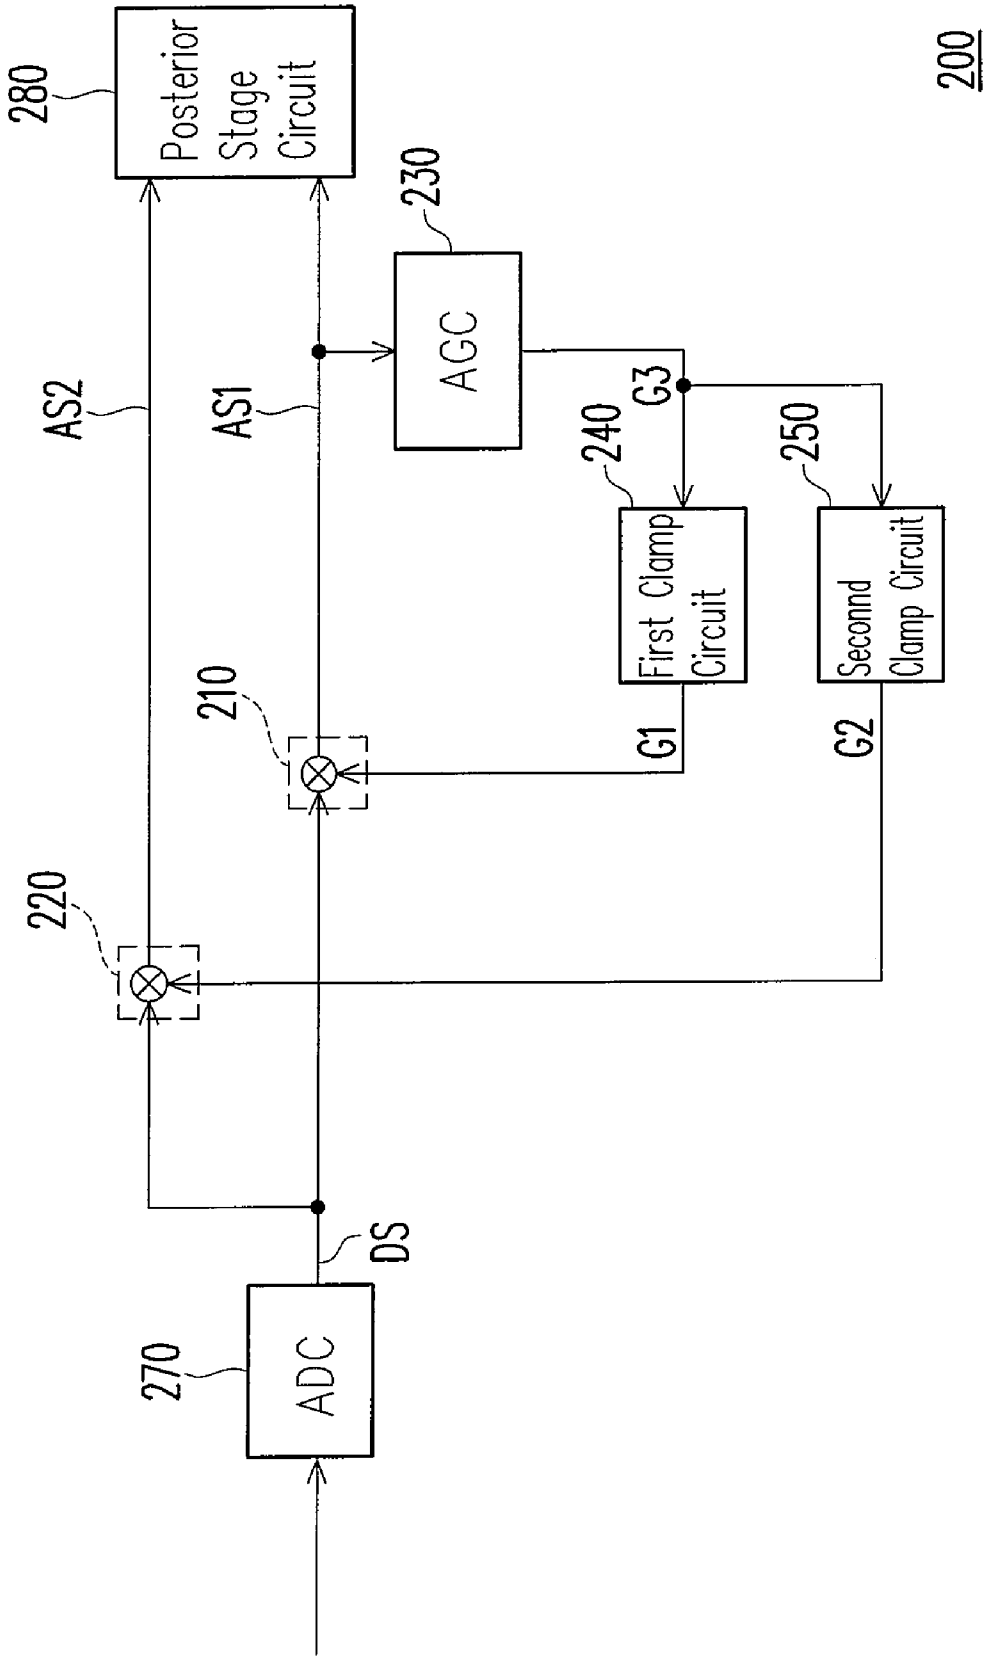 200
280
Posterior
Stage
Circuit
AS2
AS1
230
AGC
G3
240
First Clamp
Circuit
250
Seconnd
Clamp Circuit
G1
G2
210
220
DS
270
ADC